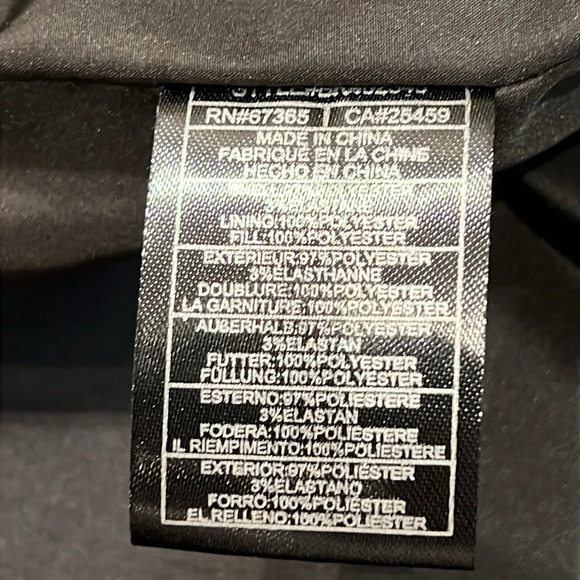 RN#67365 CA#25459
MADE IN CHINA
FABRIQUE EN LA CHINE
HECHO EN CHINA
LINING:100%POLYESTER
FILL:100%POLYESTER
EXTERIEUR:97%POLYESTER
3%ELASTHANNE
DOUBLURE:100%POLYESTER
LA GARNITURE:100%POLYESTER
AUßERHALB:97%POLYESTER
3%ELASTAN
FUTTER:100%POLYESTER
FÜLLUNG:100%POLYESTER
ESTERNO:97%POLIESTERE
3%ELASTAN
FODERA:100%POLIESTERE
IL RIEMPIMENTO:100%POLIESTERE
EXTERIOR:97%POLIÉSTER
3%ELASTANO
FORRO:100%POLIÉSTER
EL RELLENO:100%POLIÉSTER